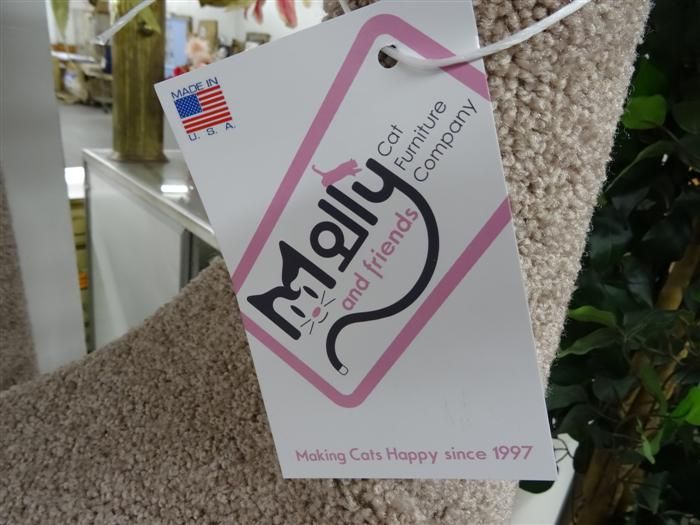 MADE IN
U. S. A.
Molly
and friends
Cat
Furniture
Company
Making Cats Happy since 1997